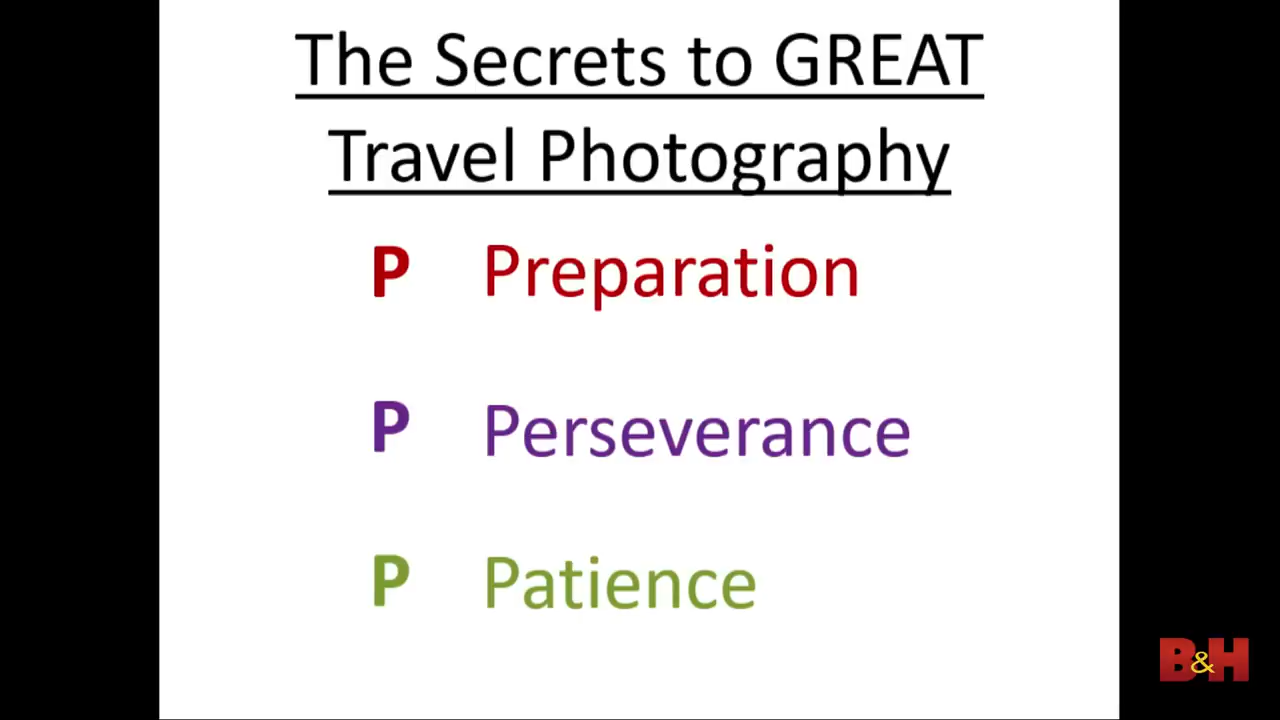 The Secrets to GREAT
Travel Photography
P Preparation
P Perseverance
P Patience
B&H